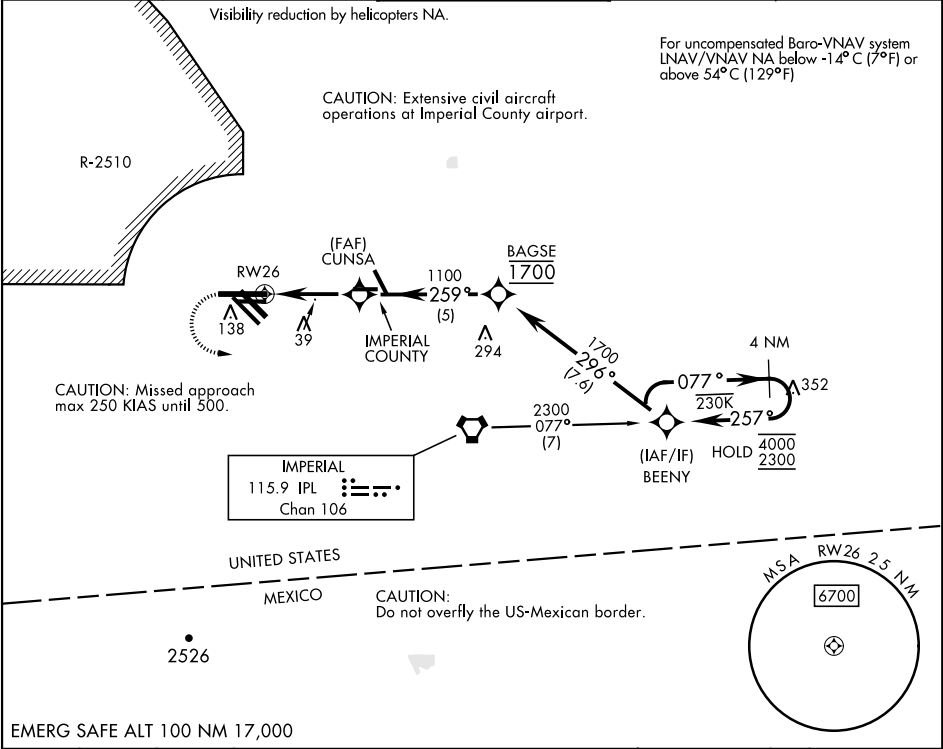 Visibility reduction by helicopters NA.
For uncompensated Baro-VNAV system
LNAV/VNAV NA below -14°C (7°F) or
above 54°C (129°F)
CAUTION: Extensive civil aircraft
operations at Imperial County airport.
R-2510
(FAF)
CUNSA
BAGSE
1700
RW26
1100
259°
(5)
138
39
IMPERIAL
COUNTY
294
1700
296°
(7.6)
4 NM
077°
230K
352
257°
CAUTION: Missed approach
max 250 KIAS until 500.
2300
077°
(7)
(IAF/IF)
BEENY
HOLD
4000
2300
IMPERIAL
115.9 IPL
Chan 106
UNITED STATES
MEXICO
CAUTION:
Do not overfly the US-Mexican border.
MSA RW26 25 NM
6700
2526
EMERG SAFE ALT 100 NM 17,000